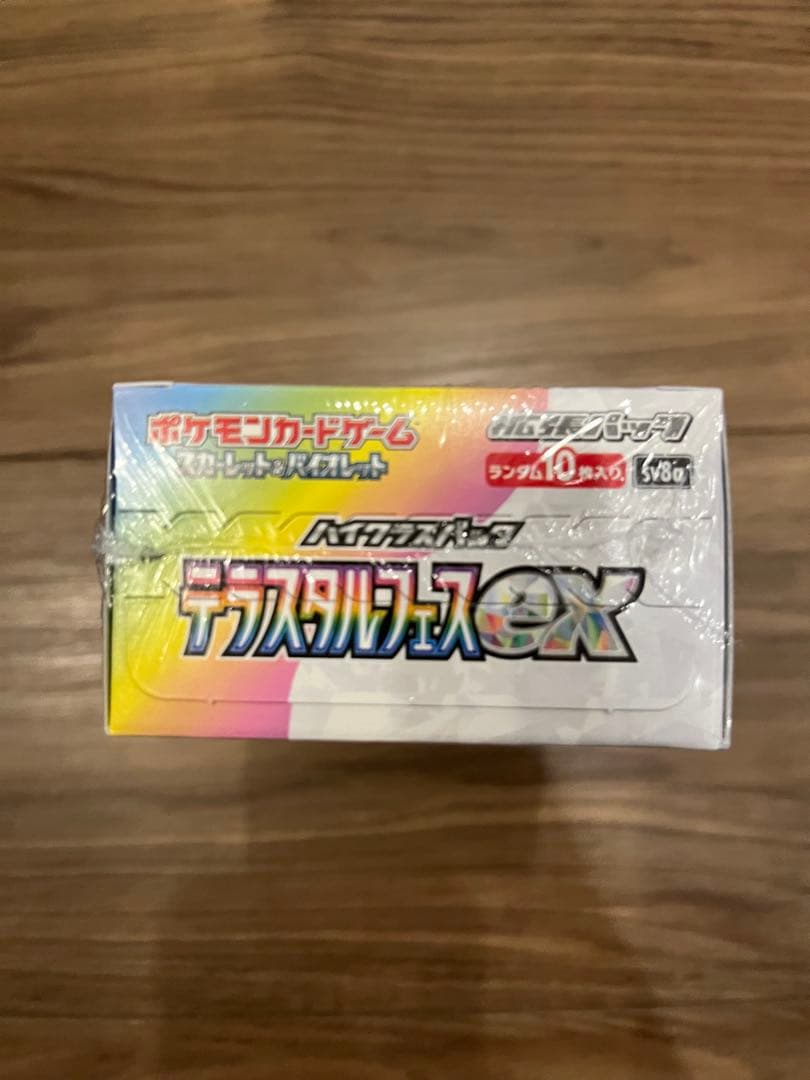 ポケモンカードゲーム
スカーレット&バイオレット
拡張パック
ランダム10枚入り
SV8a
ハイクラスパック
テラスタルフェスex